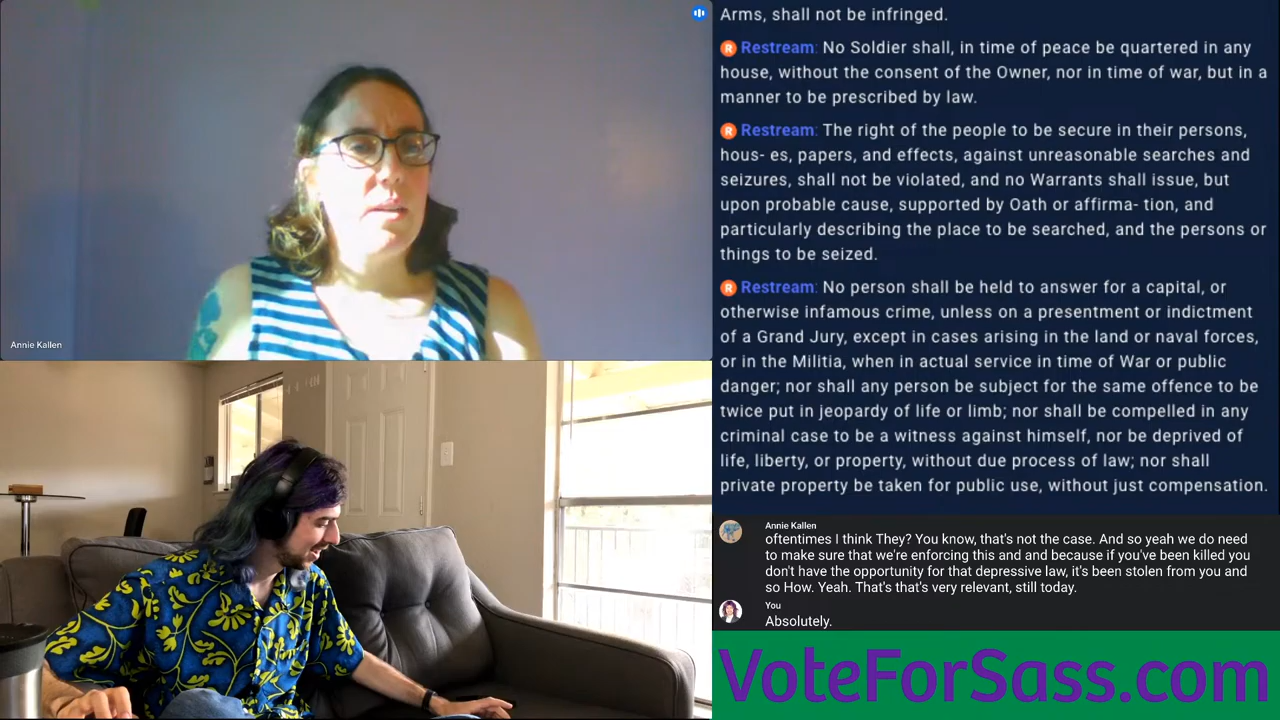 Annie Kallen
Arms, shall not be infringed.
R Restream: No Soldier shall, in time of peace be quartered in any
house, without the consent of the Owner, nor in time of war, but in a
manner to be prescribed by law.
R Restream: The right of the people to be secure in their persons,
hous- es, papers, and effects, against unreasonable searches and
seizures, shall not be violated, and no Warrants shall issue, but
upon probable cause, supported by Oath or affirma- tion, and
particularly describing the place to be searched, and the persons or
things to be seized.
R Restream: No person shall be held to answer for a capital, or
otherwise infamous crime, unless on a presentment or indictment
of a Grand Jury, except in cases arising in the land or naval forces,
or in the Militia, when in actual service in time of War or public
danger; nor shall any person be subject for the same offence to be
twice put in jeopardy of life or limb; nor shall be compelled in any
criminal case to be a witness against himself, nor be deprived of
life, liberty, or property, without due process of law; nor shall
private property be taken for public use, without just compensation.
Annie Kallen
oftentimes I think They? You know, that's not the case. And so yeah we do need
to make sure that we're enforcing this and and because if you've been killed you
don't have the opportunity for that depressive law, it's been stolen from you and
so How. Yeah. That's that's very relevant, still today.
You
Absolutely.
VoteForSass.com